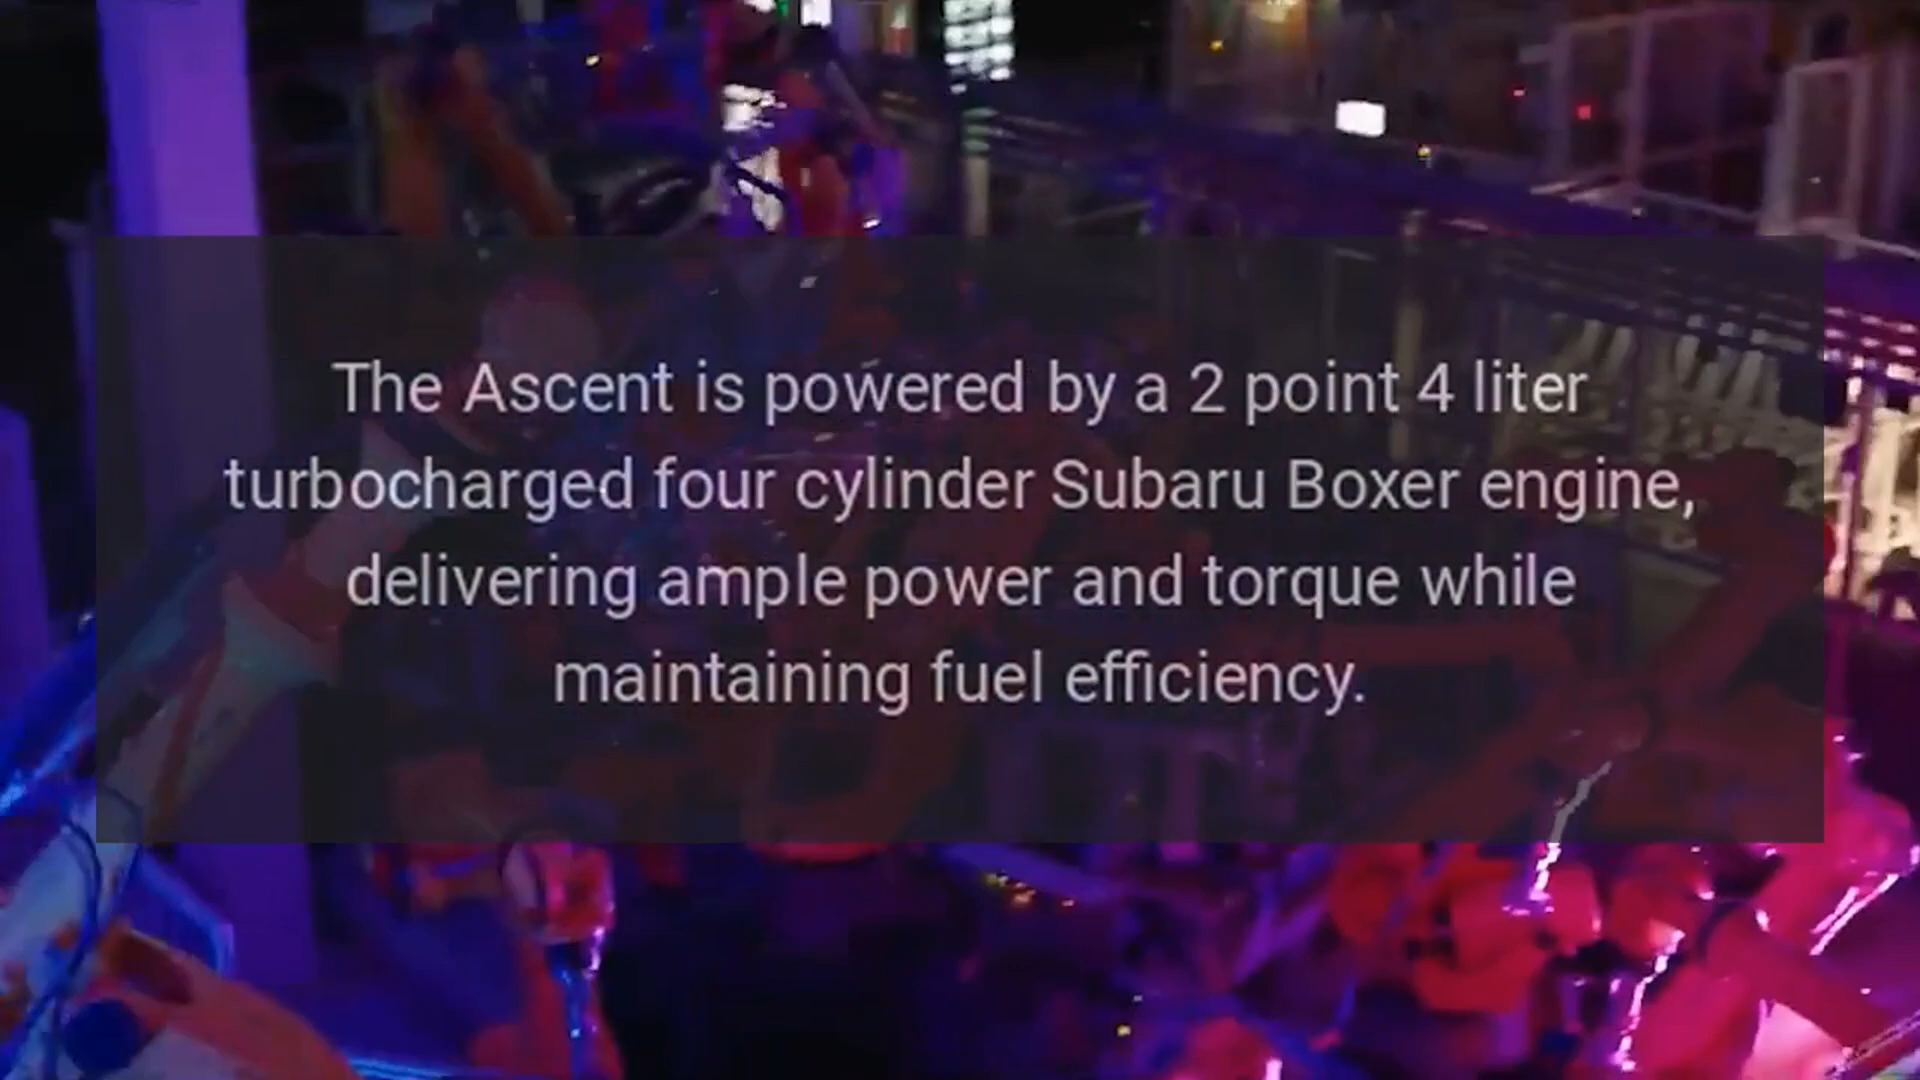 The Ascent is powered by a 2 point 4 liter
turbocharged four cylinder Subaru Boxer engine,
delivering ample power and torque while
maintaining fuel efficiency.